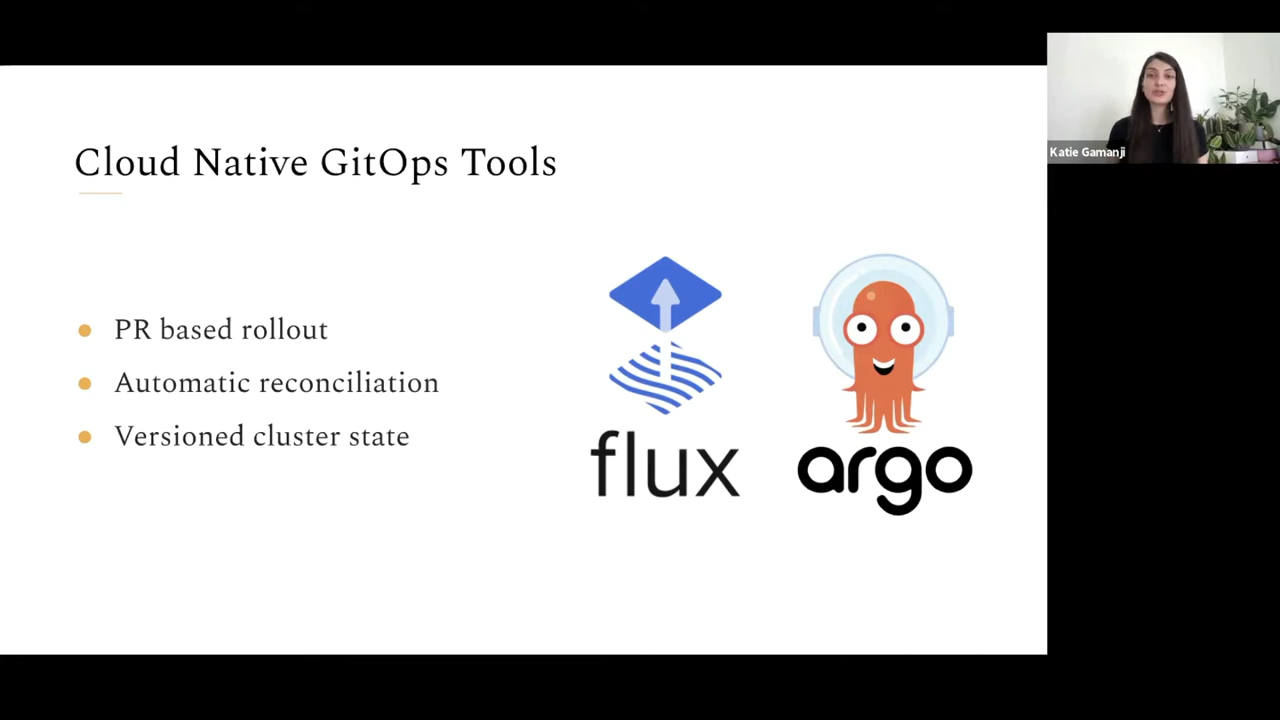 Cloud Native GitOps Tools
PR based rollout
Automatic reconciliation
Versioned cluster state
flux
argo
Katie Gamanji